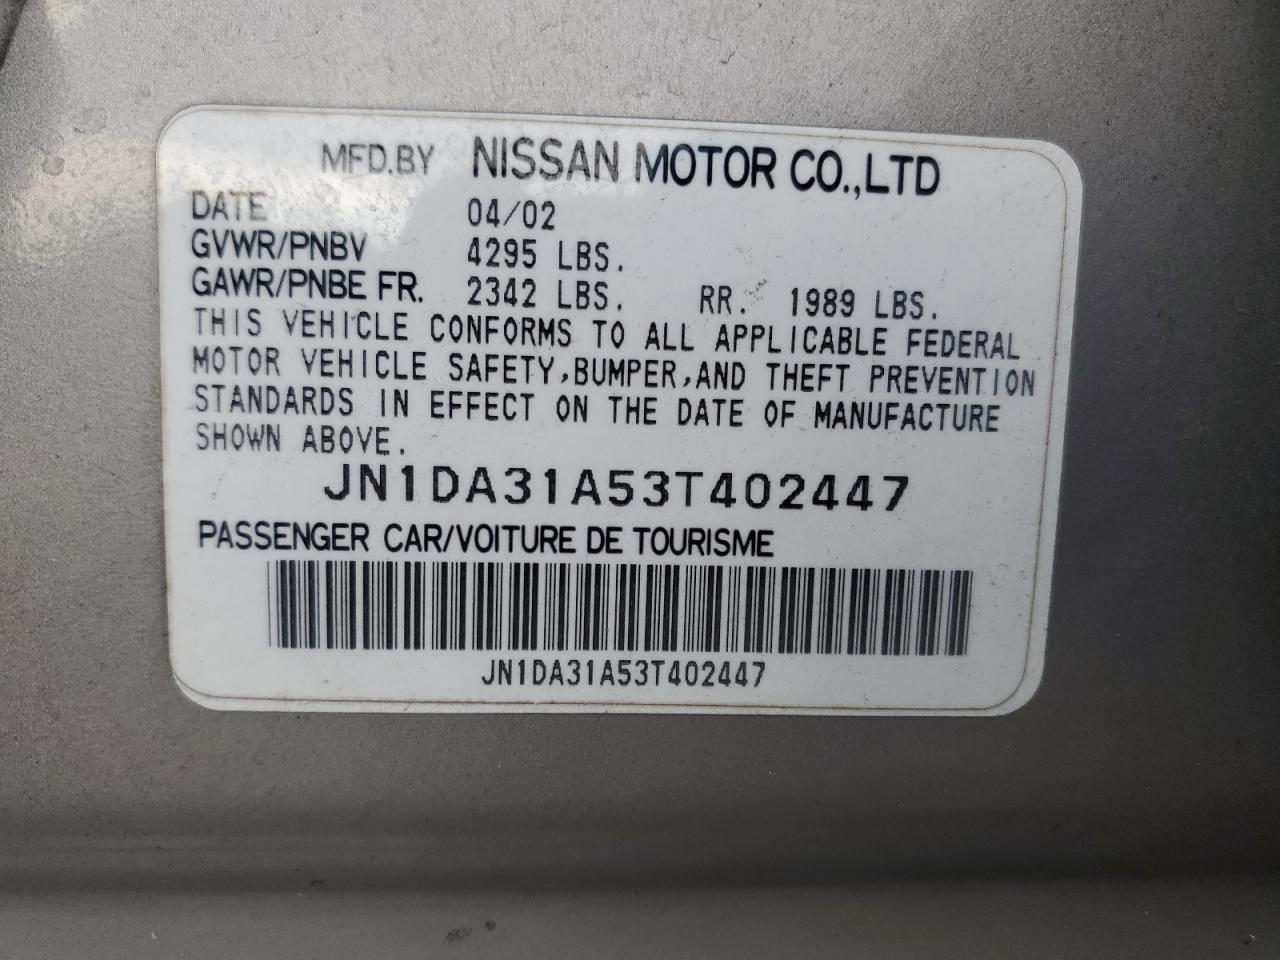 MFD.BY NISSAN MOTOR CO.,LTD
DATE 04/02
GVWR/PNBV 4295 LBS.
GAWR/PNBE FR. 2342 LBS. RR. 1989 LBS.
THIS VEHICLE CONFORMS TO ALL APPLICABLE FEDERAL
MOTOR VEHICLE SAFETY,BUMPER,AND THEFT PREVENTION
STANDARDS IN EFFECT ON THE DATE OF MANUFACTURE
SHOWN ABOVE.
JN1DA31A53T402447
PASSENGER CAR/VOITURE DE TOURISME
JN1DA31A53T402447